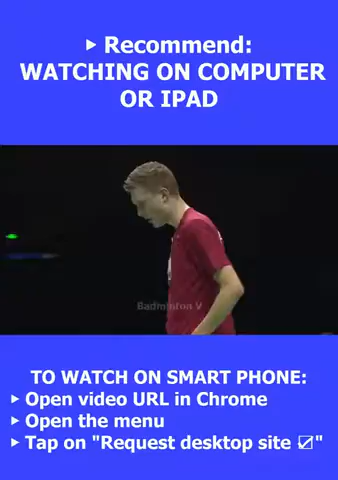 ▶ Recommend:
WATCHING ON COMPUTER
OR IPAD
Badminton V
TO WATCH ON SMART PHONE:
▶ Open video URL in Chrome
▶ Open the menu
▶ Tap on "Request desktop site ☑"